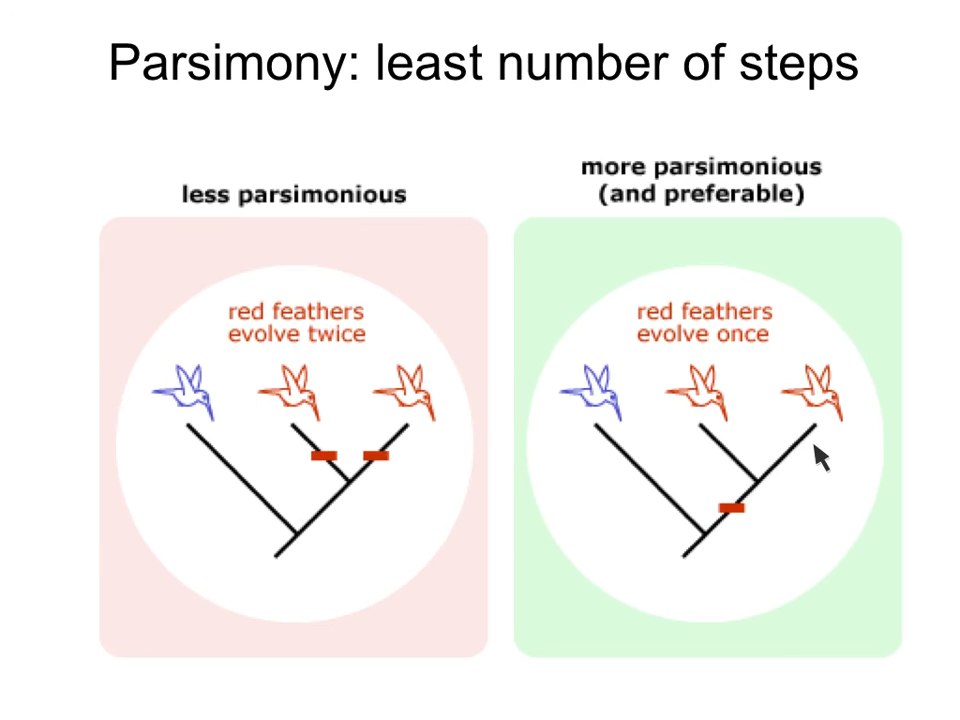 Parsimony: least number of steps
less parsimonious
more parsimonious
(and preferable)
red feathers
evolve twice
red feathers
evolve once